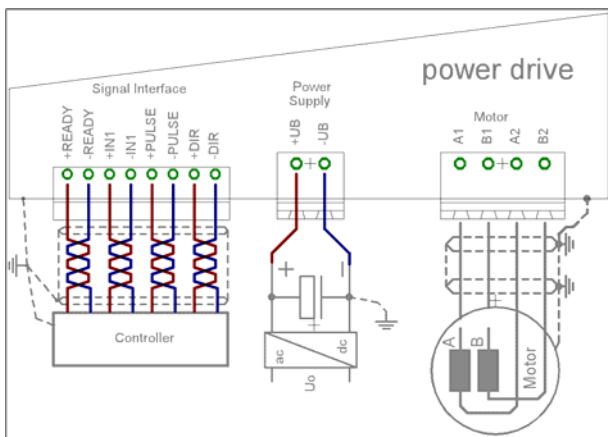 power drive
Signal Interface
+READY
-READY
+IN1
-IN1
+PULSE
-PULSE
+DIR
-DIR
Power
Supply
+UB
-UB
Motor
A1
B1
A2
B2
Controller
+
−
+
ac
dc
Uo
A
B
Motor